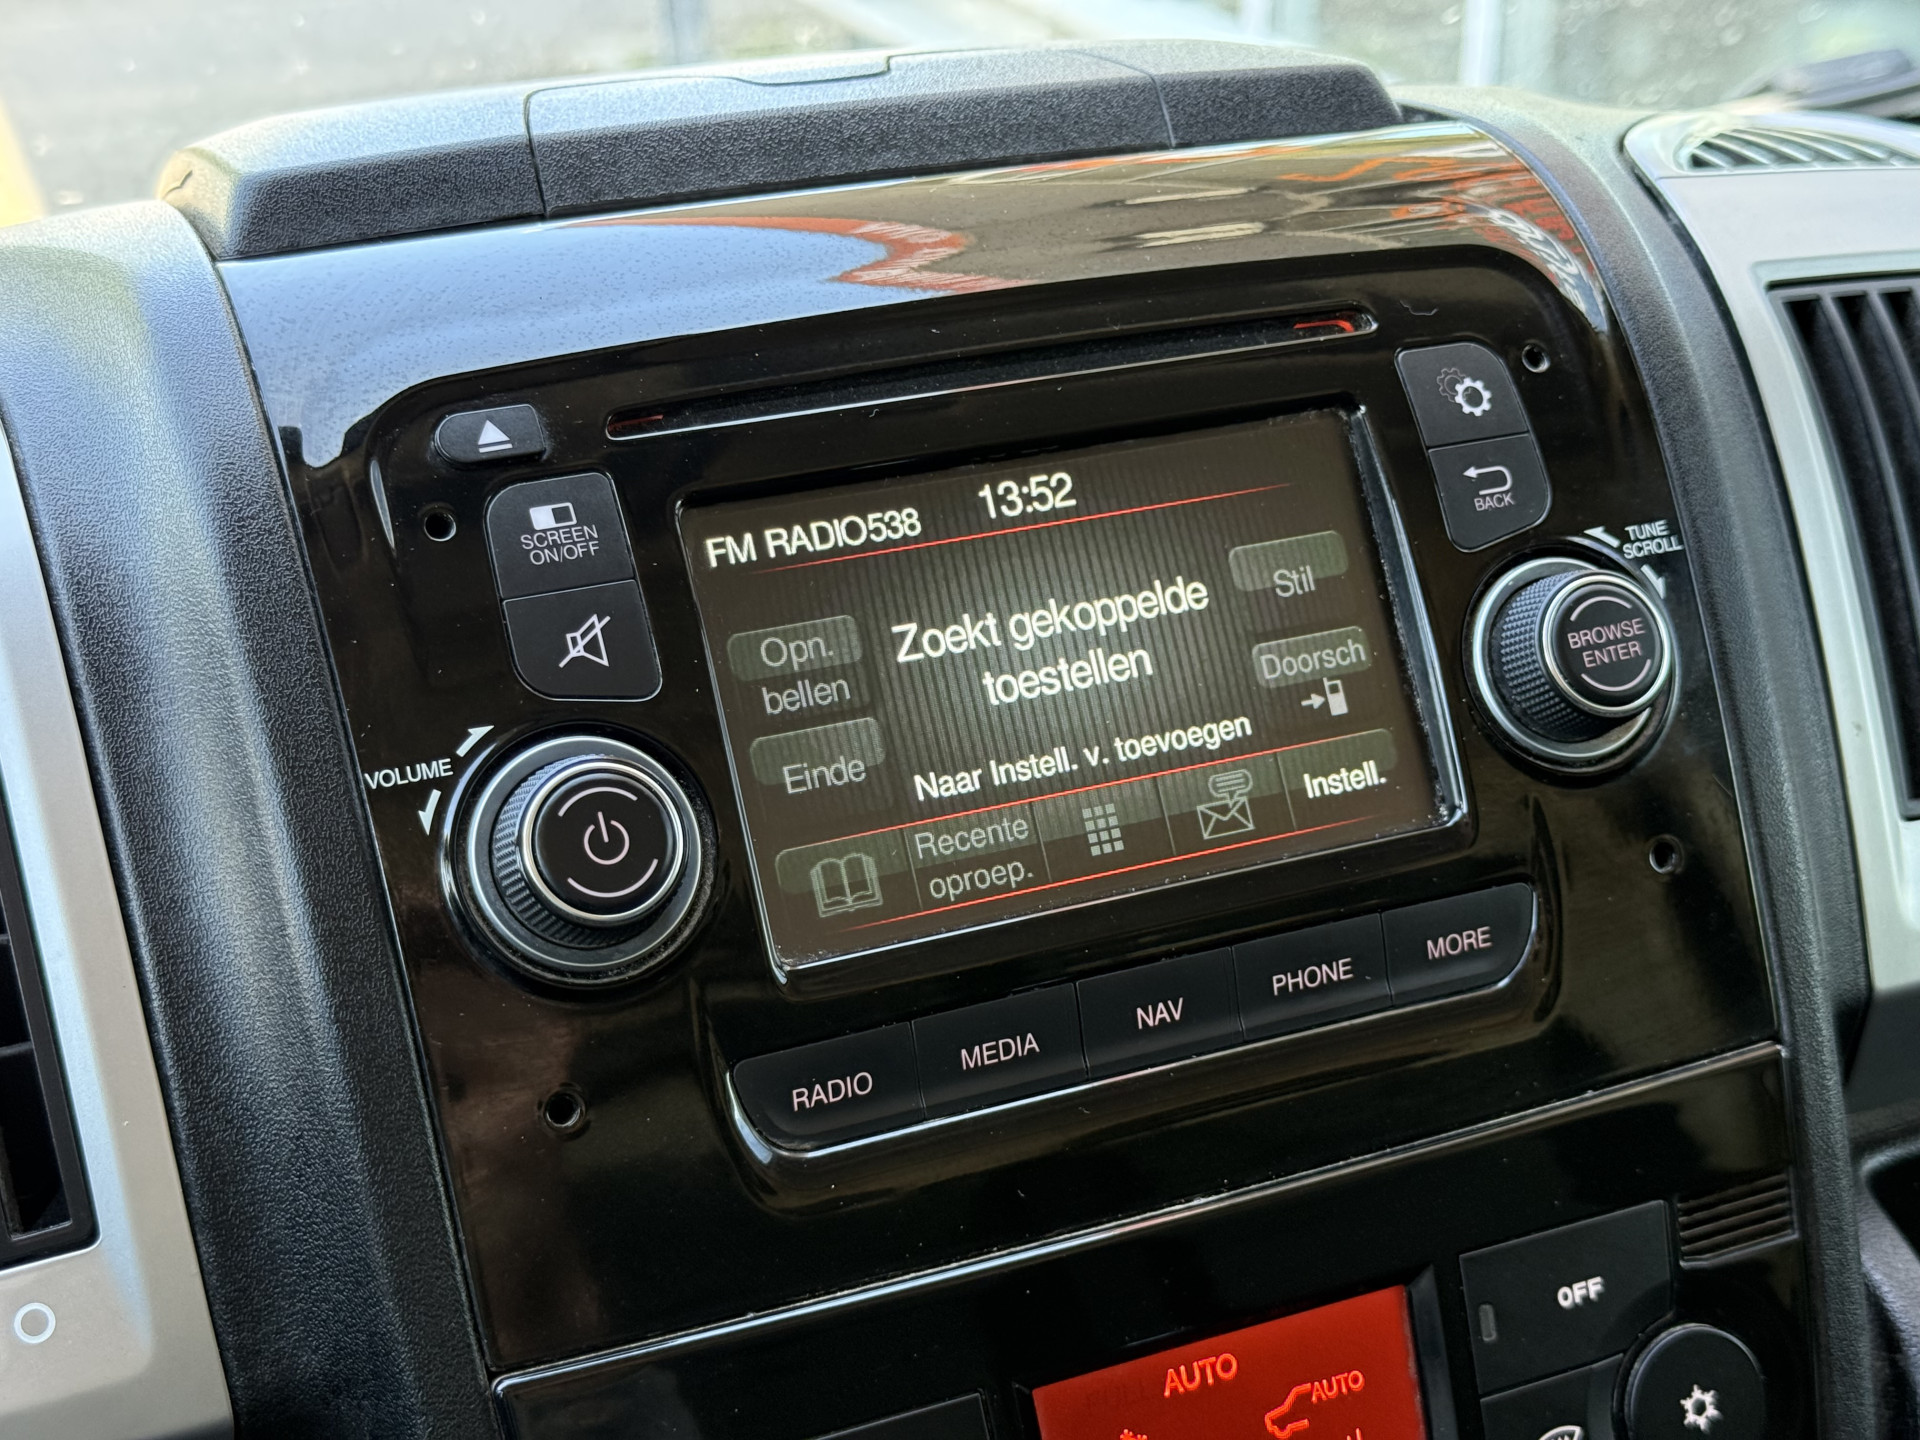 SCREEN
ON/OFF
VOLUME
FM RADIO538
13:52
Opn.
bellen
Einde
Zoekt gekoppelde
toestellen
Naar Instell. v. toevoegen
Stil
Doorsch
Recente
oproep.
Instell.
BACK
TUNE
SCROLL
BROWSE
ENTER
RADIO
MEDIA
NAV
PHONE
MORE
OFF
AUTO
AUTO